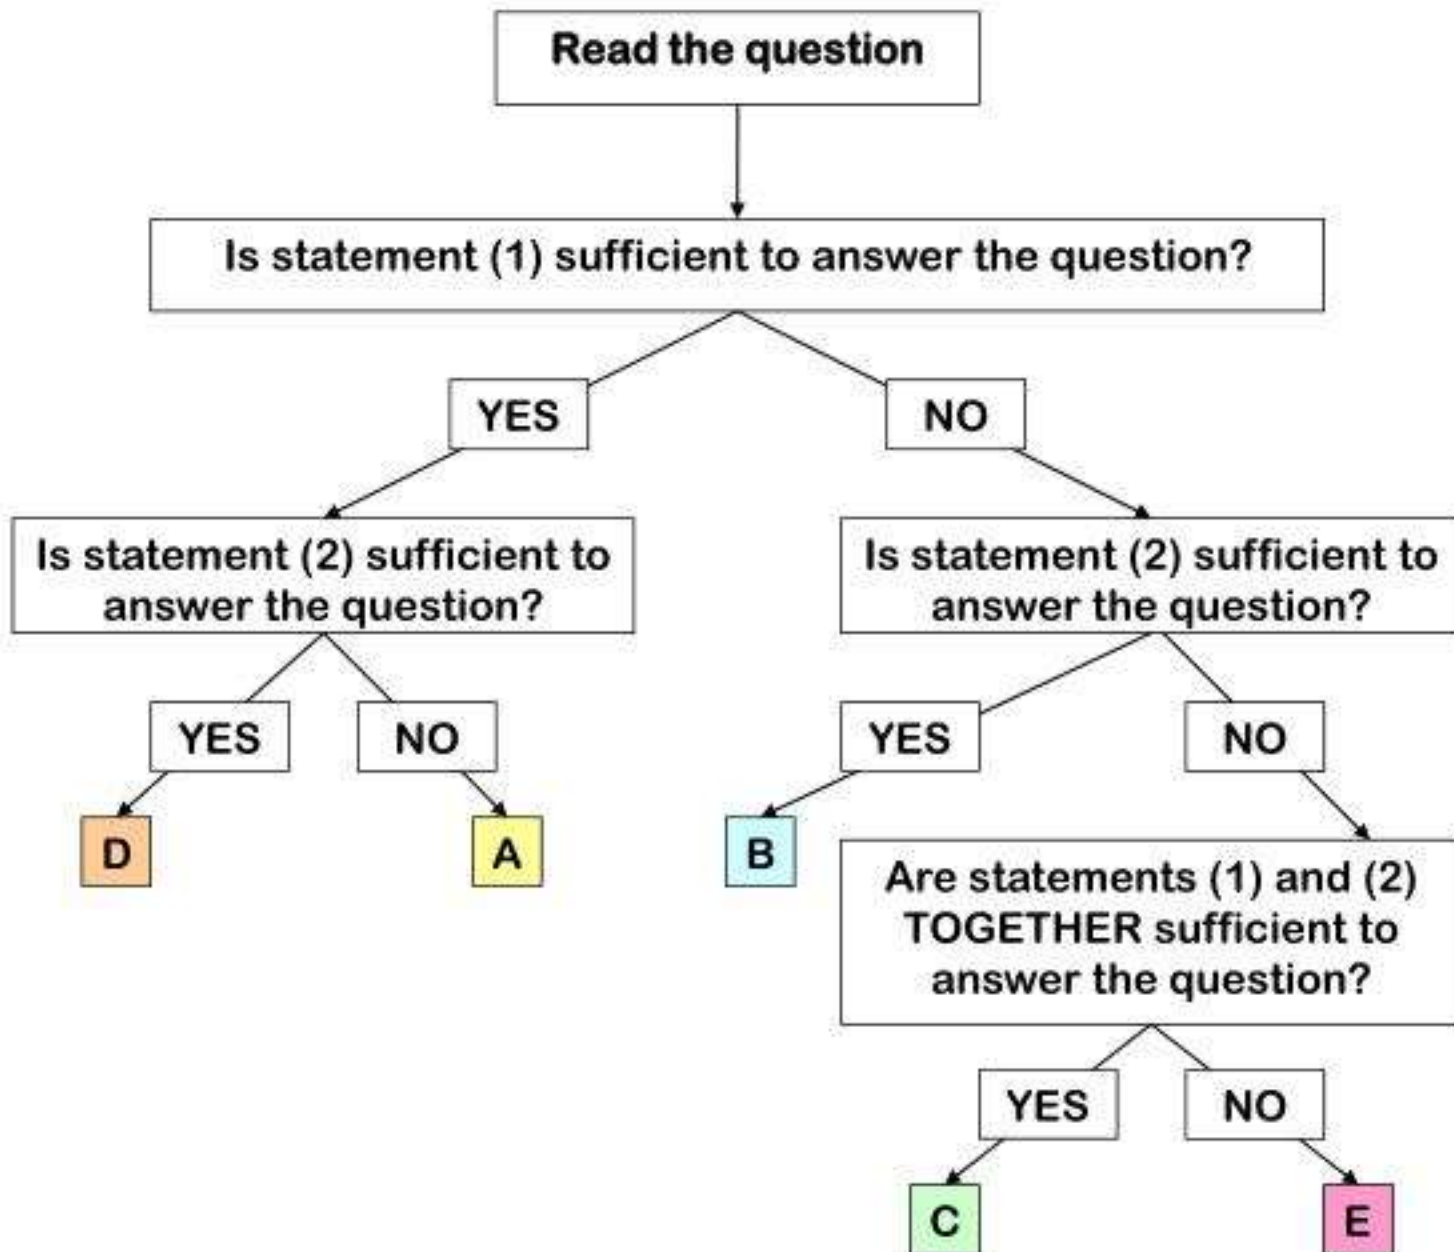 Read the question
Is statement (1) sufficient to answer the question?
YES
NO
Is statement (2) sufficient to
answer the question?
Is statement (2) sufficient to
answer the question?
YES
NO
YES
NO
D
A
B
Are statements (1) and (2)
TOGETHER sufficient to
answer the question?
YES
NO
C
E